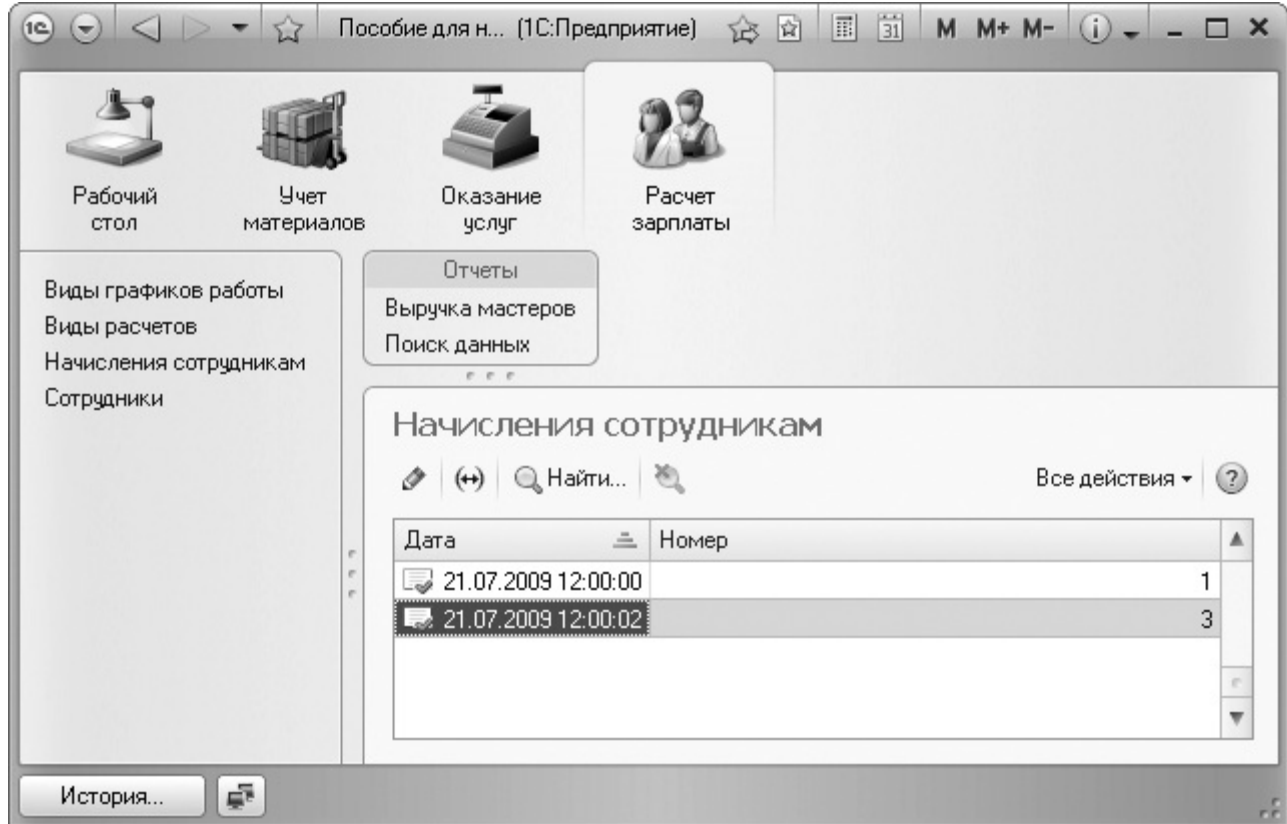 1С Пособие для н... (1С:Предприятие) 31 M M+ M-
Рабочий
стол
Учет
материалов
Оказание
услуг
Расчет
зарплаты
Виды графиков работы
Виды расчетов
Начисления сотрудникам
Сотрудники
Отчеты
Выручка мастеров
Поиск данных
Начисления сотрудникам
Найти... Все действия ?
Дата Номер
21.07.2009 12:00:00 1
21.07.2009 12:00:02 3
История...